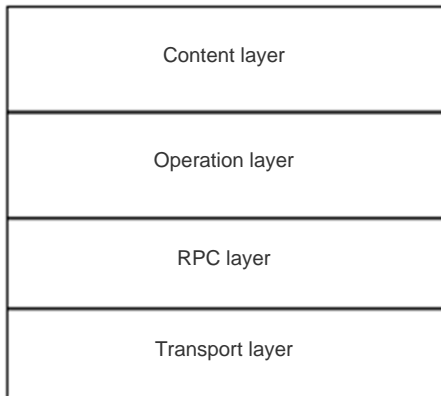 Content layer
Operation layer
RPC layer
Transport layer